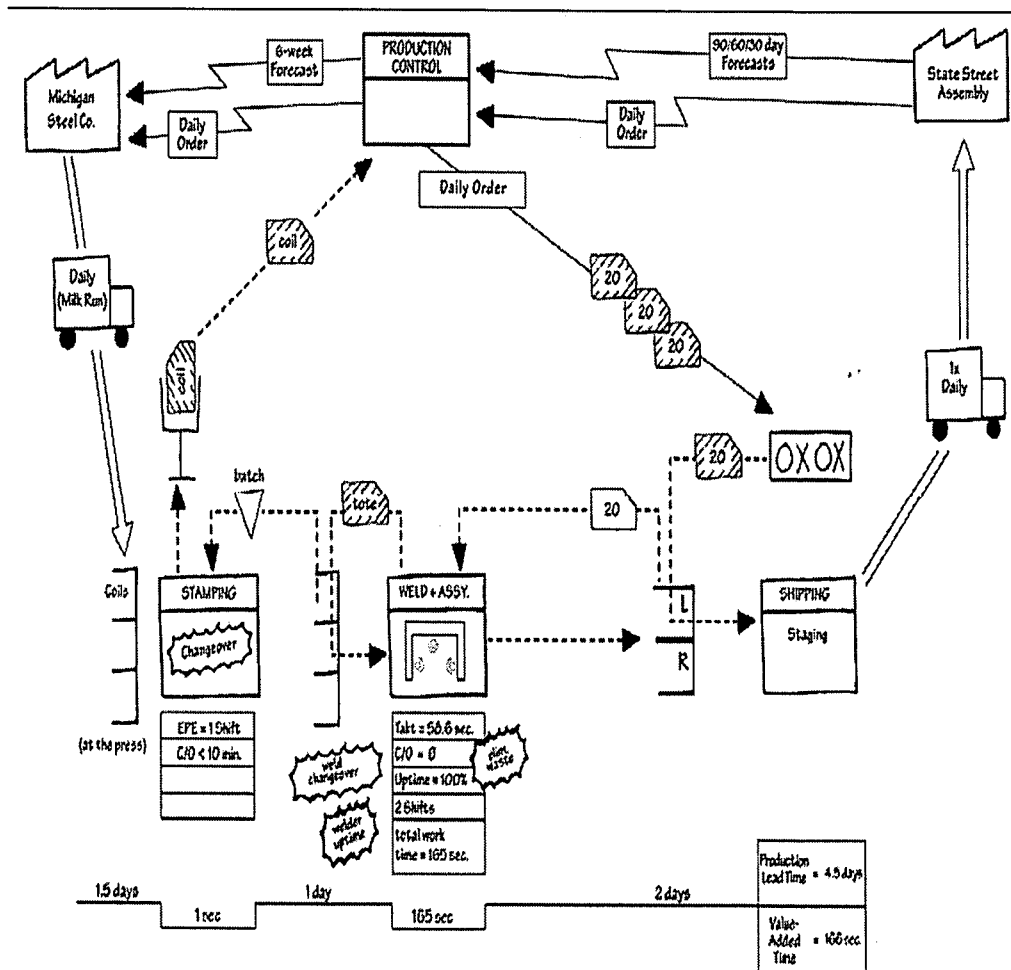 6-week
Forecast
PRODUCTION
CONTROL
90/60/30 day
Forecasts
Michigan
Steel Co.
State Street
Assembly
Daily
Order
Daily
Order
Daily Order
coil
Daily
(Milk Run)
20
20
20
coil
1x
Daily
20
OXOX
batch
tote
20
Coils
STAMPING
WELD + ASSY.
L
SHIPPING
Changeover
R
Staging
(at the press)
EPE = 1 Shift
C/O < 10 min.
Takt = 58.6 sec.
C/O = 0
Uptime = 100%
2 Shifts
total work
time = 165 sec.
weld
changeover
elim.
waste
welder
uptime
1.5 days
1 sec
1 day
165 sec
2 days
Production
Lead Time = 4.5 days
Value-
Added = 166 sec.
Time